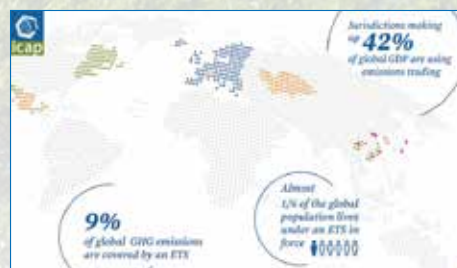 icap
Jurisdictions making
up 42%
of global GDP are using
emissions trading
Almost
1/6 of the global
population lives
under an ETS in
force
9%
of global GHG emissions
are covered by an ETS